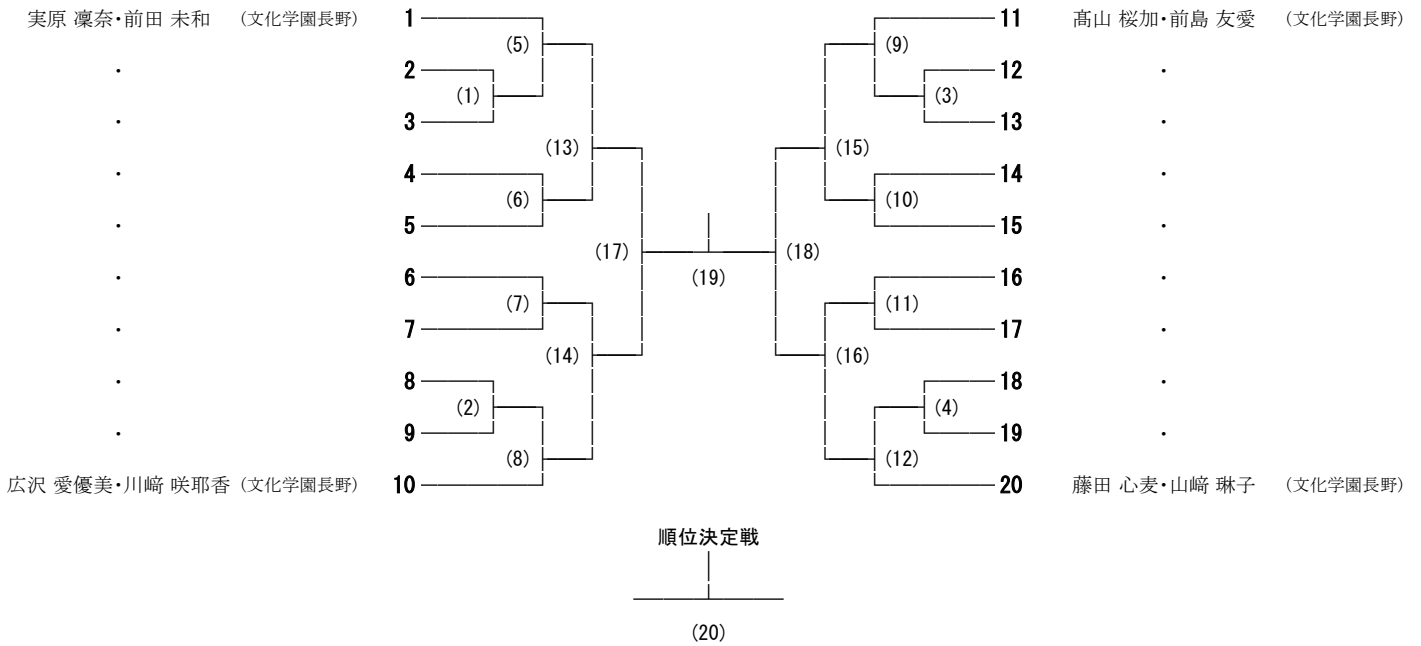 実原 凜奈・前田 未和 (文化学園長野) 1 11 髙山 桜加・前島 友愛 (文化学園長野)
(5) (9)
・ 2 12 ・
(1) (3)
・ 3 13 ・
(13) (15)
・ 4 14 ・
(6) (10)
・ 5 15 ・
(17) (18)
・ 6 (19) 16 ・
(7) (11)
・ 7 17 ・
(14) (16)
・ 8 18 ・
(2) (4)
・ 9 19 ・
(8) (12)
広沢 愛優美・川﨑 咲耶香 (文化学園長野) 10 20 藤田 心麦・山﨑 琳子 (文化学園長野)
順位決定戦
(20)